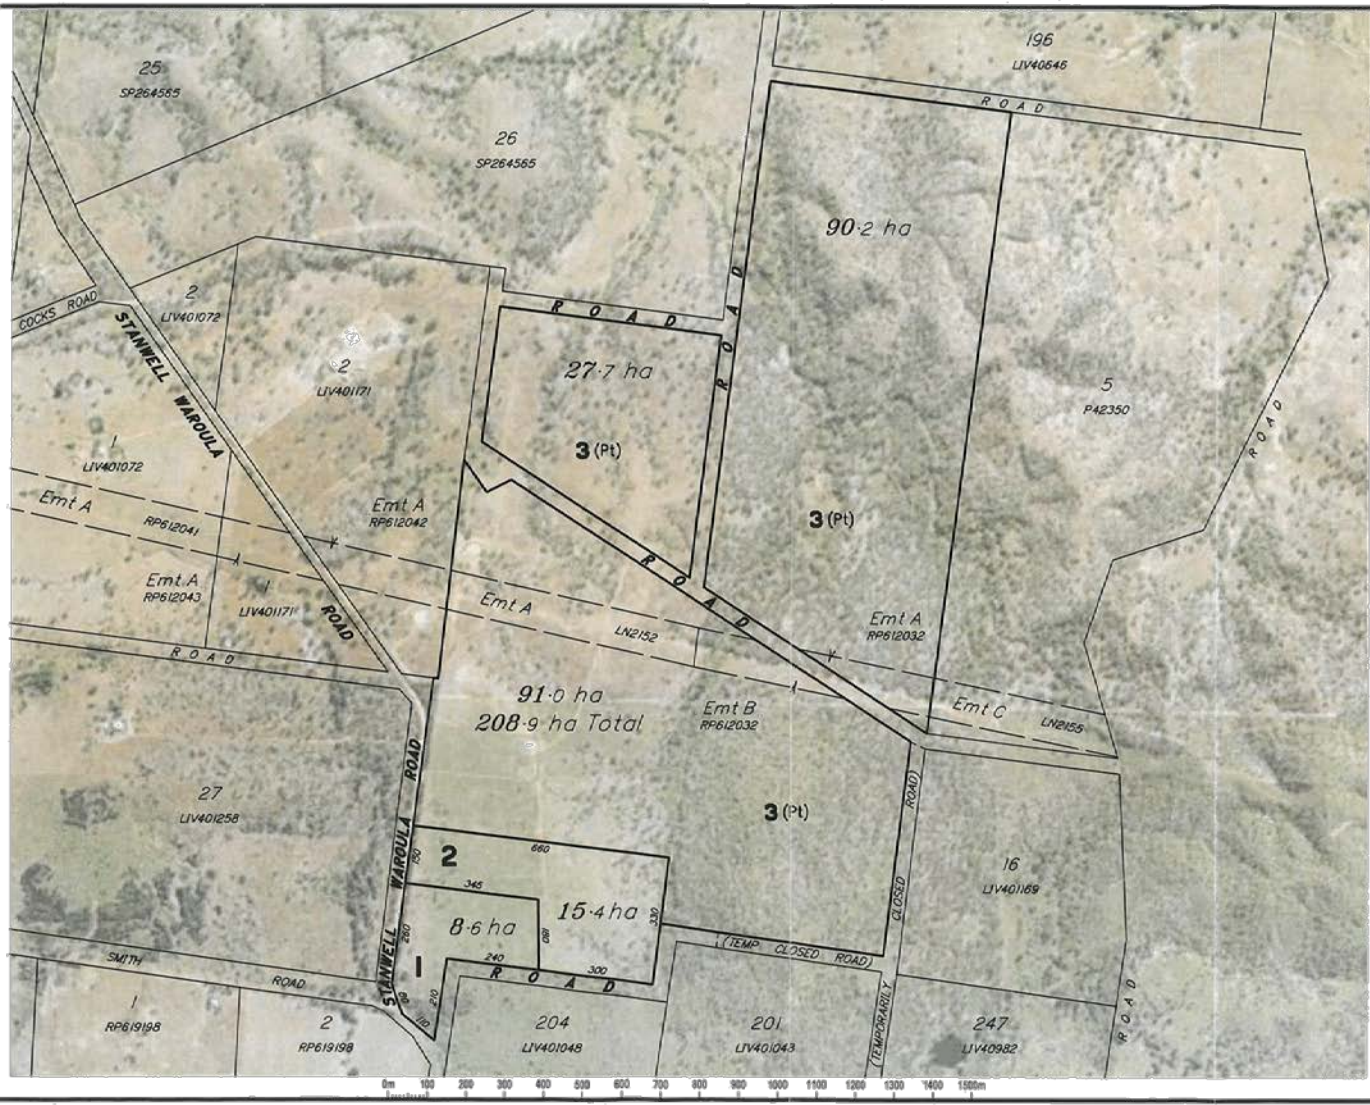 196
LIV40646
25
SP264565
ROAD
26
SP264565
90·2 ha
ROAD
2
LIV401072
COCKS ROAD
ROAD
STANWELL WAROULA ROAD
27·7 ha
2
LIV401171
ROAD
5
P42350
ROAD
1
LIV401072
3 (Pt)
Emt A
RP612041
Emt A
RP612042
3 (Pt)
ROAD
Emt A
RP612043
1
LIV401171
Emt A
LN2152
Emt A
RP612032
ROAD
91·0 ha
208·9 ha Total
Emt B
RP612032
Emt C
LN2155
STANWELL WAROULA ROAD
27
LIV401258
3 (Pt)
(TEMPORARILY CLOSED ROAD)
150
2
660
16
LIV401169
345
8·6 ha
15·4 ha
180
330
260
(TEMP CLOSED ROAD)
SMITH ROAD
1
240
300
ROAD
60
210
110
ROAD
1
RP619198
2
RP619198
204
LIV401048
201
LIV401043
247
LIV40982
0m 100 200 300 400 500 600 700 800 900 1000 1100 1200 1300 1400 1500m